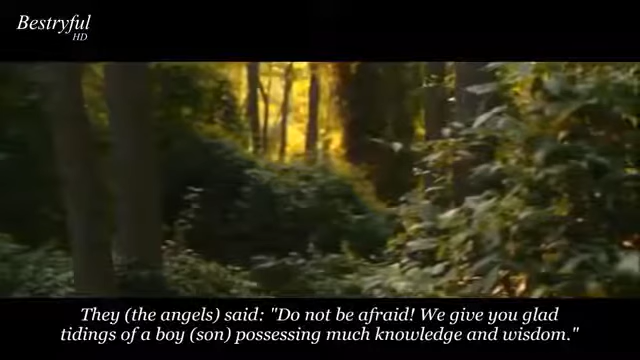 Bestryful
HD
They (the angels) said: "Do not be afraid! We give you glad
tidings of a boy (son) possessing much knowledge and wisdom."